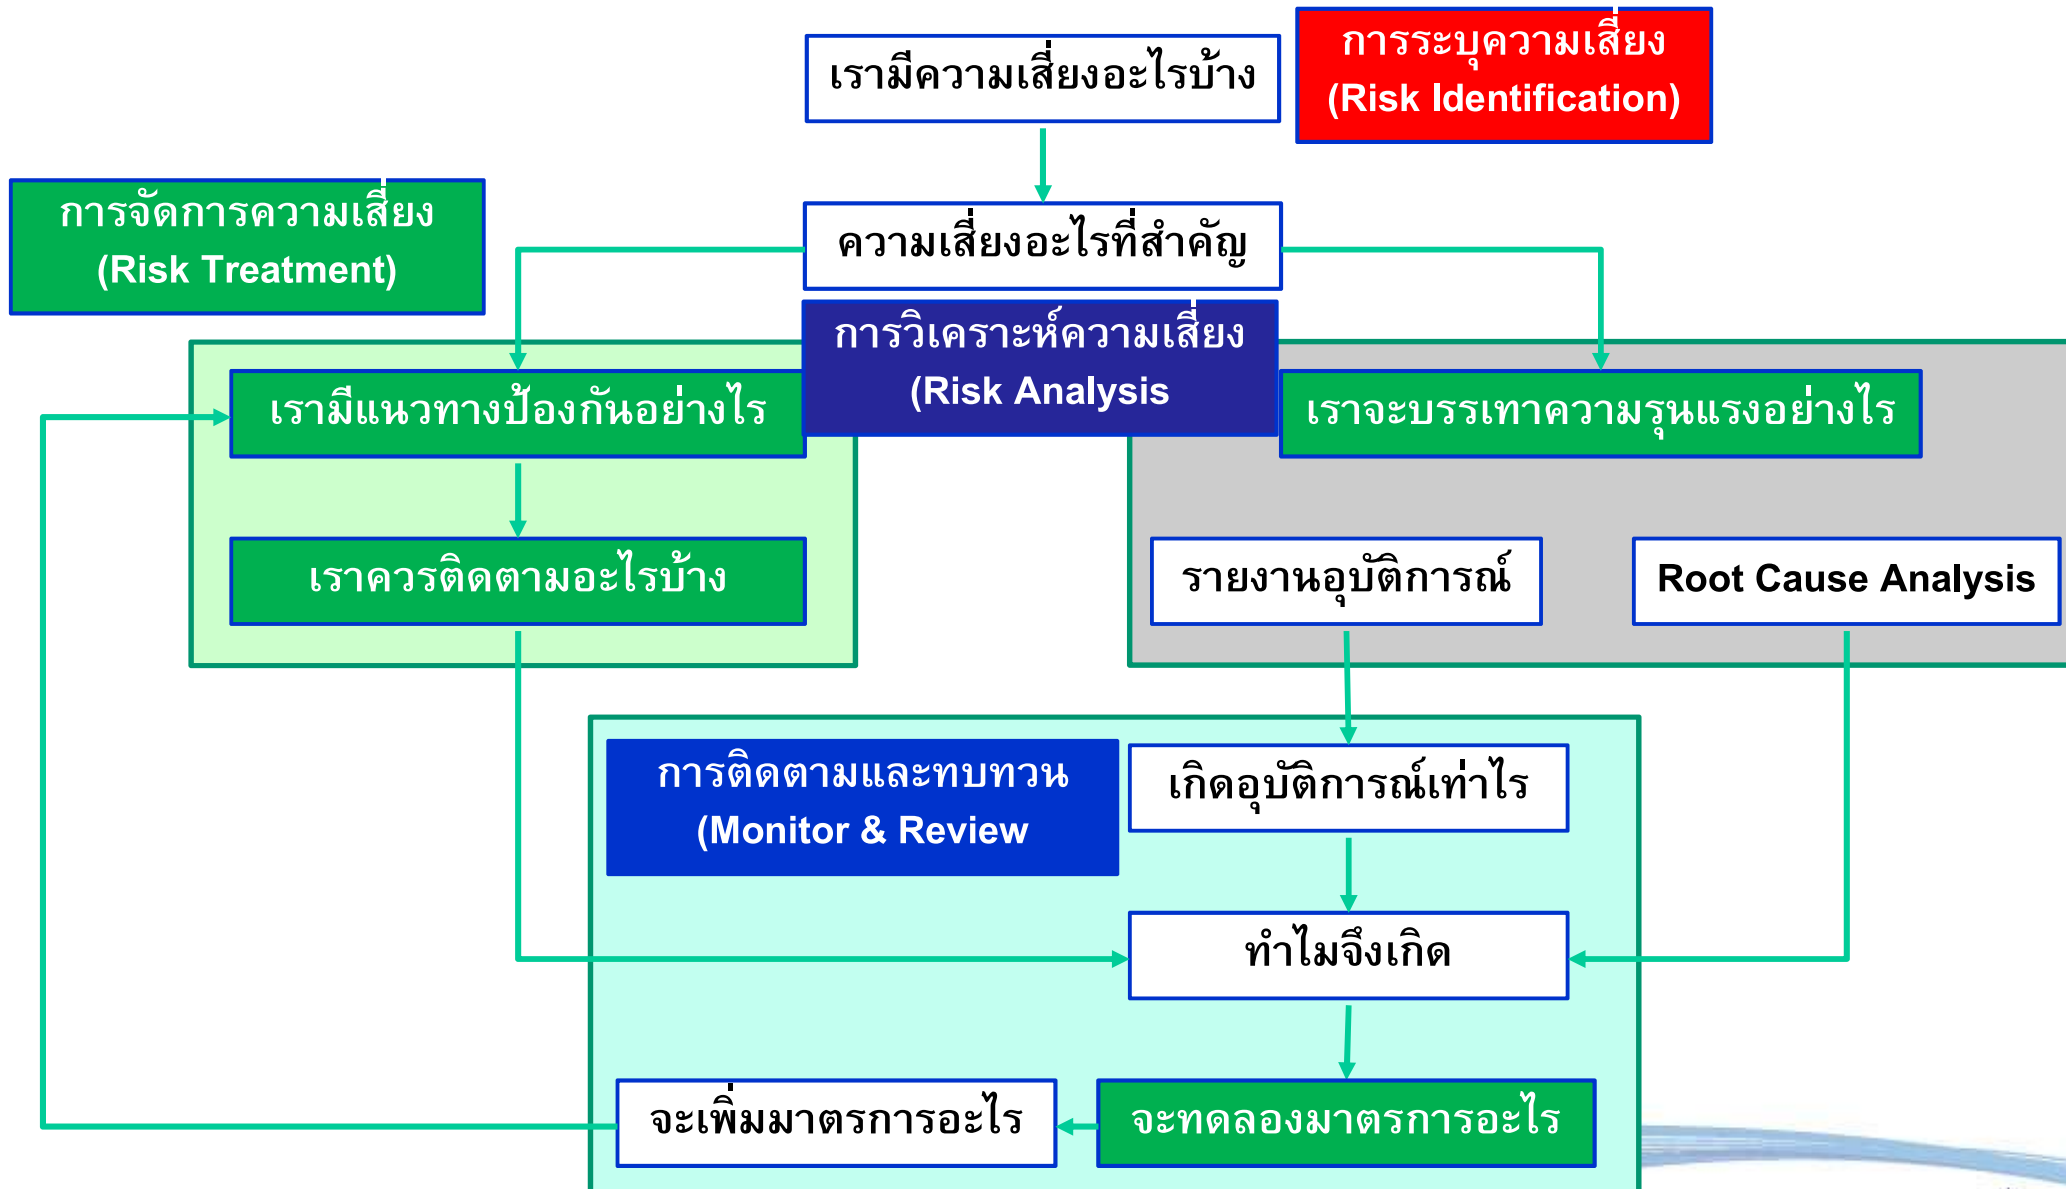 เรามีความเสี่ยงอะไรบ้าง
การระบุความเสี่ยง
(Risk Identification)
การจัดการความเสี่ยง
(Risk Treatment)
ความเสี่ยงอะไรที่สำคัญ
การวิเคราะห์ความเสี่ยง
(Risk Analysis
เรามีแนวทางป้องกันอย่างไร
เราจะบรรเทาความรุนแรงอย่างไร
เราควรติดตามอะไรบ้าง
รายงานอุบัติการณ์
Root Cause Analysis
การติดตามและทบทวน
(Monitor & Review
เกิดอุบัติการณ์เท่าไร
ทำไมจึงเกิด
จะเพิ่มมาตรการอะไร
จะทดลองมาตรการอะไร